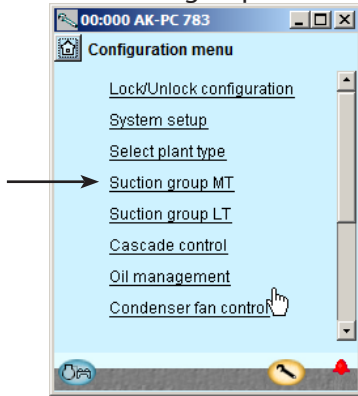 00:000 AK-PC 783
Configuration menu
Lock/Unlock configuration
System setup
Select plant type
Suction group MT
Suction group LT
Cascade control
Oil management
Condenser fan control